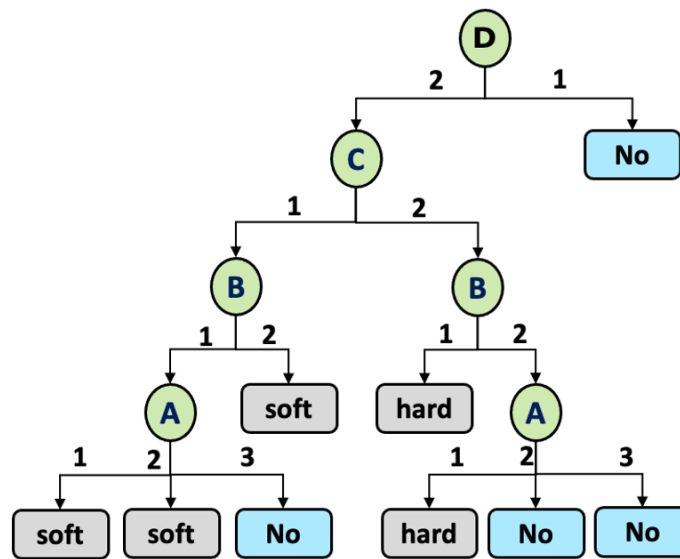 D
2 1
C No
1 2
B B
1 2 1 2
A soft hard A
1 2 3 1 2 3
soft soft No hard No No